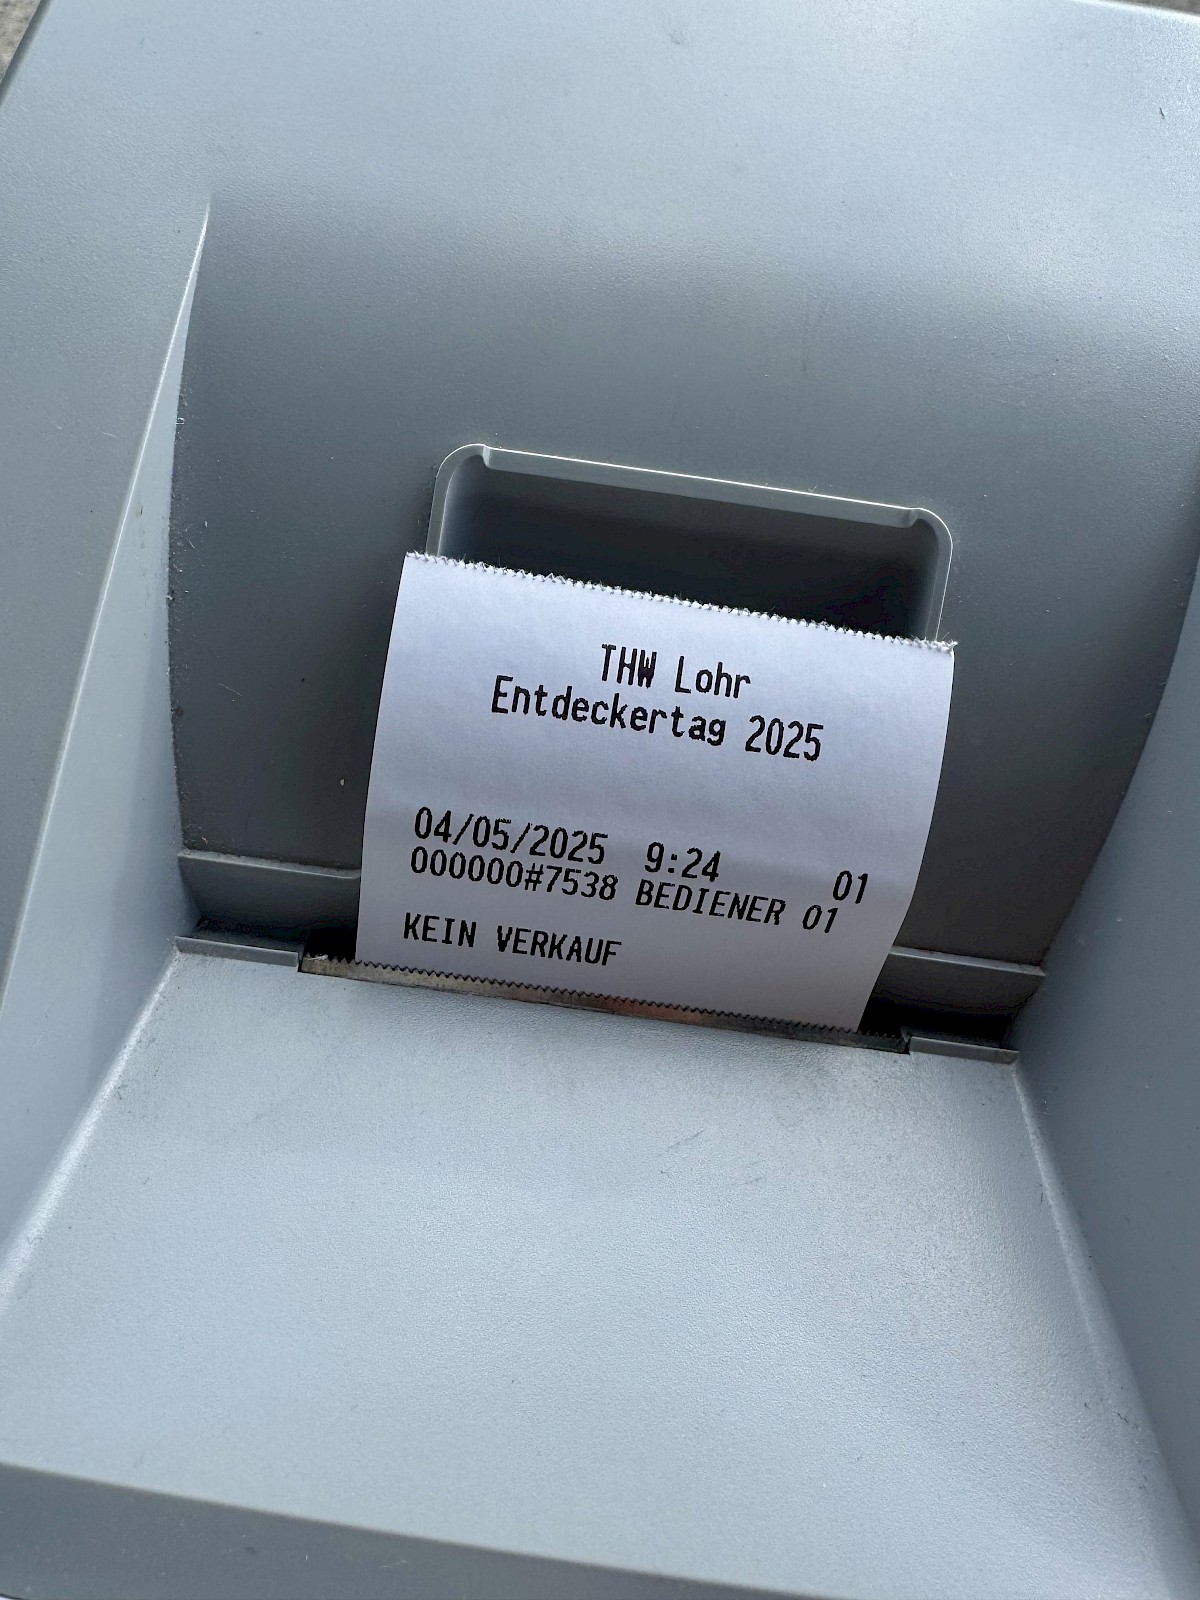 THW Lohr
Entdeckertag 2025
04/05/2025 9:24 01
000000#7538 BEDIENER 01
KEIN VERKAUF